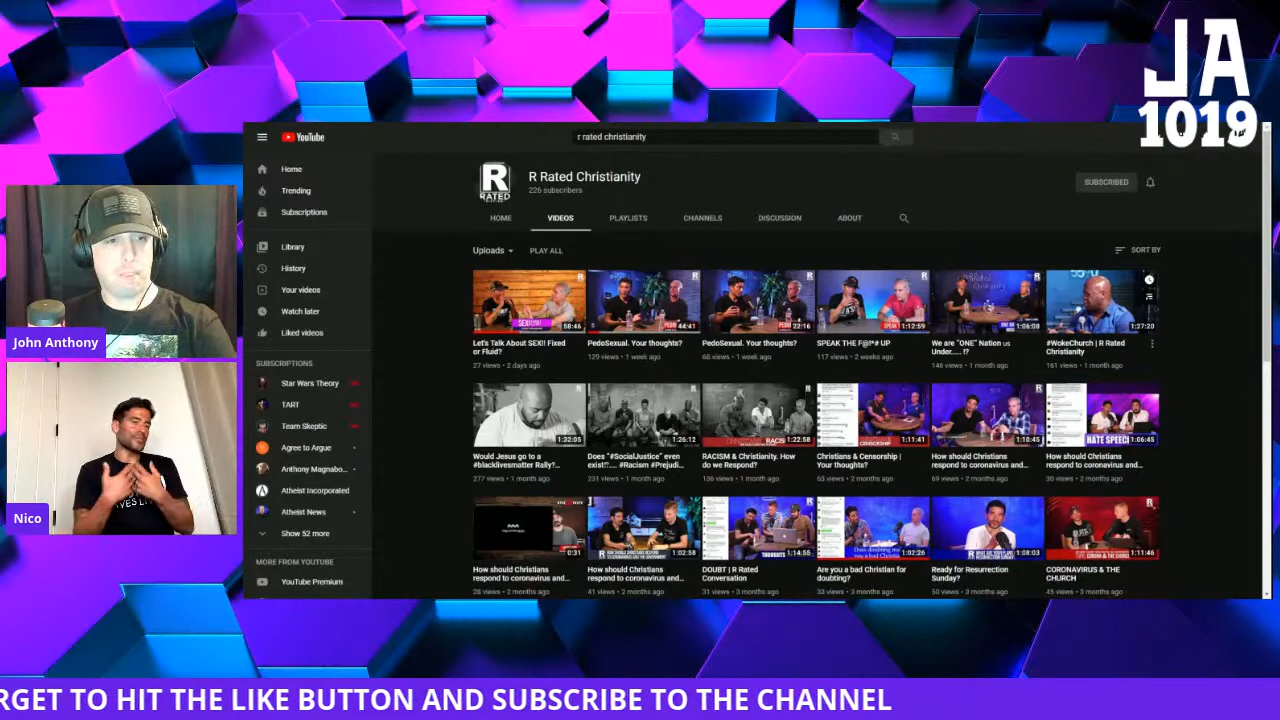 JA
1019
YouTube
r rated christianity
Home
Trending
Subscriptions
Library
History
Your videos
Watch later
Liked videos
SUBSCRIPTIONS
Star Wars Theory
TART
Team Skeptic
Agree to Argue
Anthony Magnabo...
Atheist Incorporated
Atheist News
Show 52 more
MORE FROM YOUTUBE
YouTube Premium
R
RATED
R Rated Christianity
226 subscribers
SUBSCRIBED
HOME VIDEOS PLAYLISTS CHANNELS DISCUSSION ABOUT
Uploads PLAY ALL SORT BY
58:46 44:41 22:16 1:12:59 1:06:08 1:27:20
Let's Talk About SEX!! Fixed
or Fluid?
27 views • 2 days ago
PedoSexual. Your thoughts?
129 views • 1 week ago
PedoSexual. Your thoughts?
66 views • 1 week ago
SPEAK THE F@!*# UP
117 views • 2 weeks ago
We are "ONE" Nation
Under..... !?
146 views • 1 month ago
#WokeChurch | R Rated
Christianity
161 views • 1 month ago
1:32:05 1:26:12 1:22:58 1:11:41 1:10:45 1:06:45
CENSORSHIP
HATE SPEECH
Would Jesus go to a
#blacklivesmatter Rally?...
277 views • 1 month ago
Does "#SocialJustice" even
exist!?.... #Racism #Prejudi...
231 views • 1 month ago
RACISM & Christianity. How
do we Respond?
136 views • 1 month ago
Christians & Censorship |
Your thoughts?
63 views • 2 months ago
How should Christians
respond to coronavirus and...
69 views • 2 months ago
How should Christians
respond to coronavirus and...
30 views • 2 months ago
0:31 1:02:58 1:14:55 1:02:26 1:08:03 1:11:46
THOUGHTS
CORONA & THE CHURCH
How should Christians
respond to coronavirus and...
28 views • 2 months ago
How should Christians
respond to coronavirus and...
41 views • 2 months ago
DOUBT | R Rated
Conversation
31 views • 3 months ago
Are you a bad Christian for
doubting?
33 views • 3 months ago
Ready for Resurrection
Sunday?
50 views • 3 months ago
CORONAVIRUS & THE
CHURCH
45 views • 3 months ago
John Anthony
Nico
RGET TO HIT THE LIKE BUTTON AND SUBSCRIBE TO THE CHANNEL